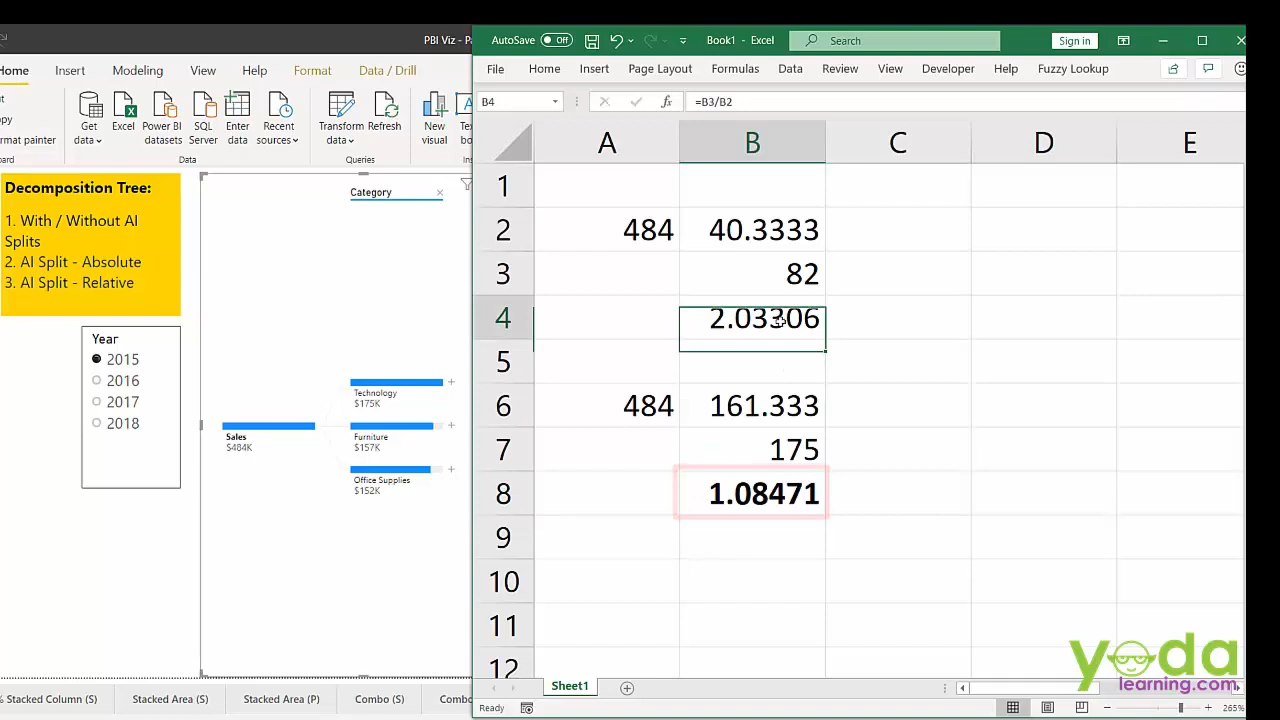 PBI Viz - Pa
Home
Insert
Modeling
View
Help
Format
Data / Drill
Get data
Excel
Power BI datasets
SQL Server
Enter data
Recent sources
Transform data
Refresh
New visual
format painter
Data
Queries
Decomposition Tree:
1. With / Without AI
Splits
2. AI Split - Absolute
3. AI Split - Relative
Year
2015
2016
2017
2018
Category
Sales
$484K
Technology
$175K
Furniture
$157K
Office Supplies
$152K
% Stacked Column (S)
Stacked Area (S)
Stacked Area (P)
Combo (S)
AutoSave Off
Book1 - Excel
Search
Sign in
File Home Insert Page Layout Formulas Data Review View Developer Help Fuzzy Lookup
B4 fx =B3/B2
A B C D E
1
2 484 40.3333
3 82
4 2.03306
5
6 484 161.333
7 175
8 1.08471
9
10
11
12
Sheet1
Ready
265%
yoda
learning.com